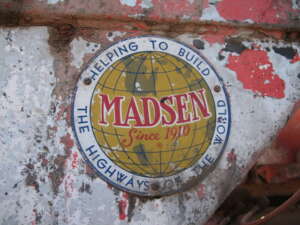 HELPING TO BUILD
MADSEN
Since 1910
THE HIGHWAYS OF THE WORLD